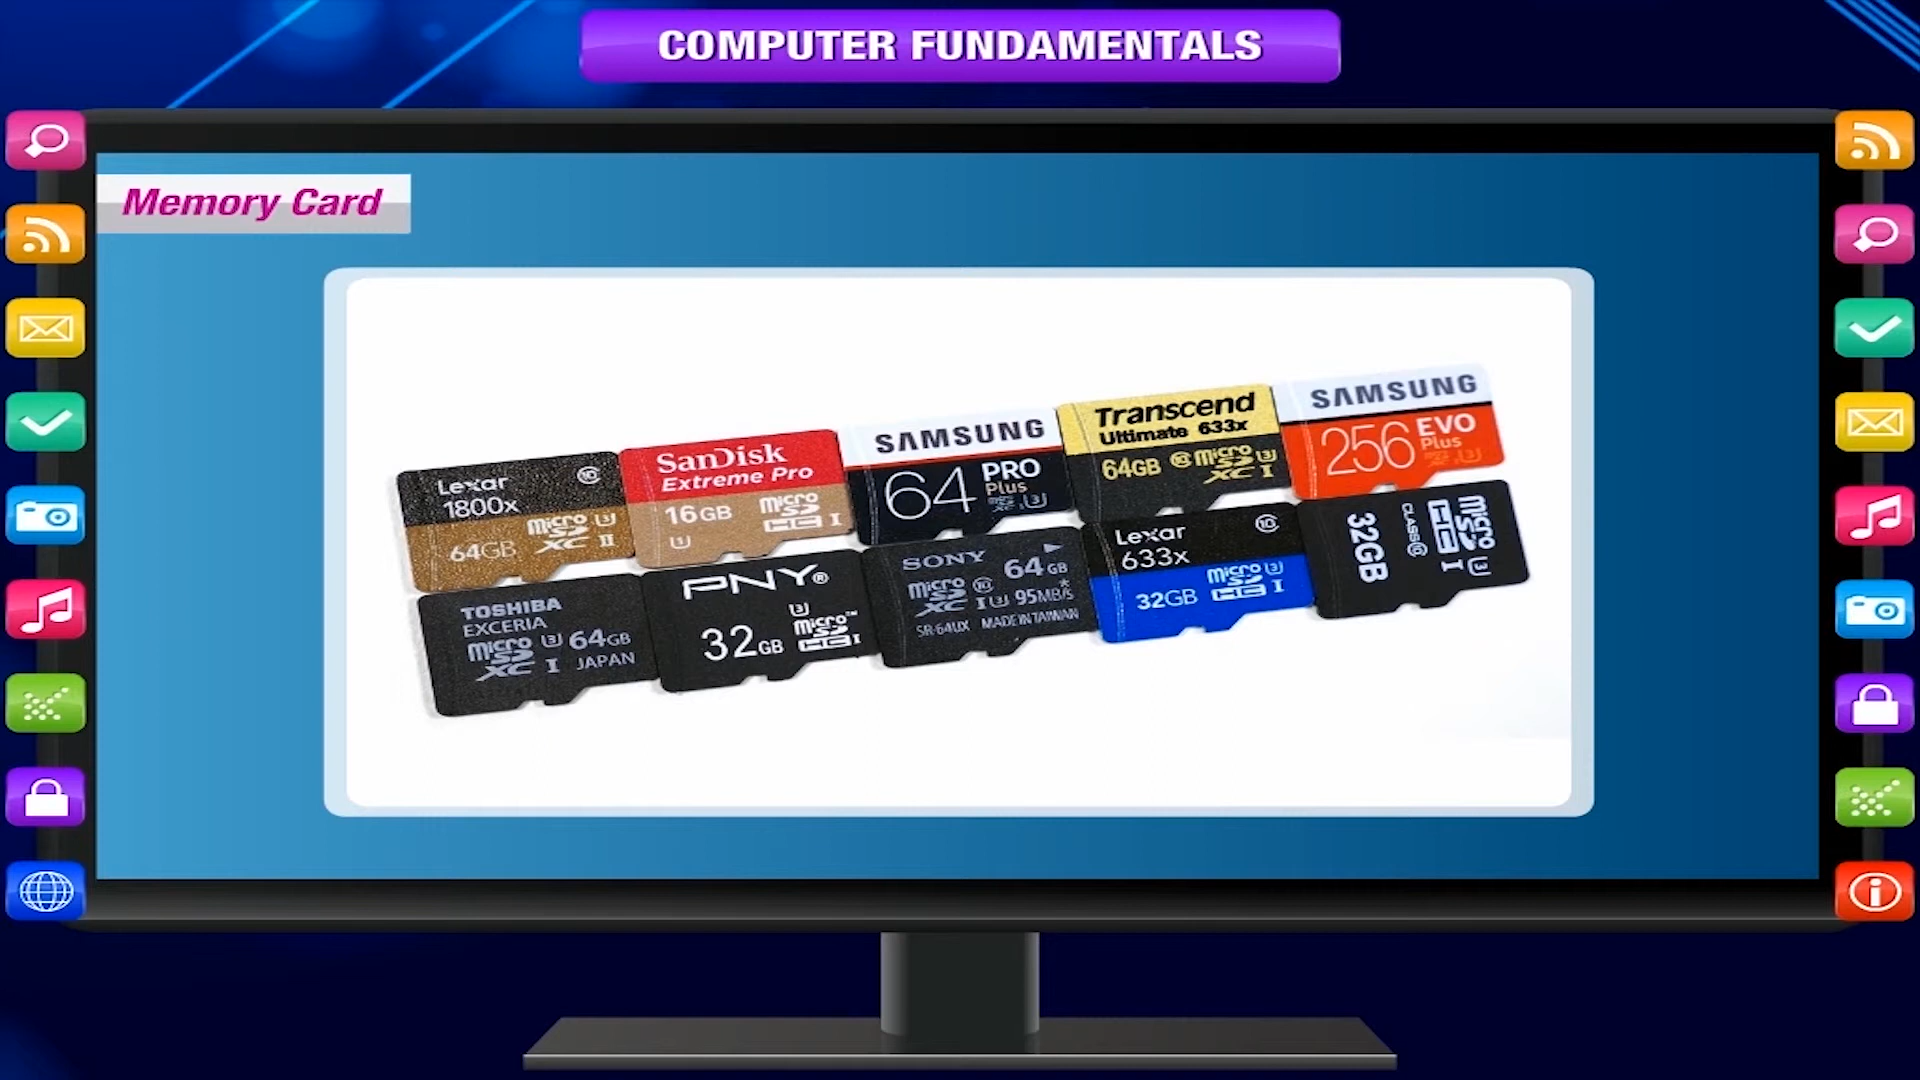 COMPUTER FUNDAMENTALS
Memory Card
Lexar
1800x
64GB
micro
SD
XC II
SanDisk
Extreme Pro
16GB
micro
SD
HC I
SAMSUNG
64 PRO
Plus
Transcend
Ultimate 633x
64GB
micro
SD
XC I
SAMSUNG
256 EVO
Plus
TOSHIBA
EXCERIA
micro
SD
XC I
64GB
JAPAN
PNY®
32GB
micro™
SD
HC I
SONY
64GB
micro
SD
XC I
95MB/s*
SR-64UX MADE IN TAIWAN
Lexar
633x
32GB
micro
SD
HC I
32GB
CLASS 10
micro
SD
HC I